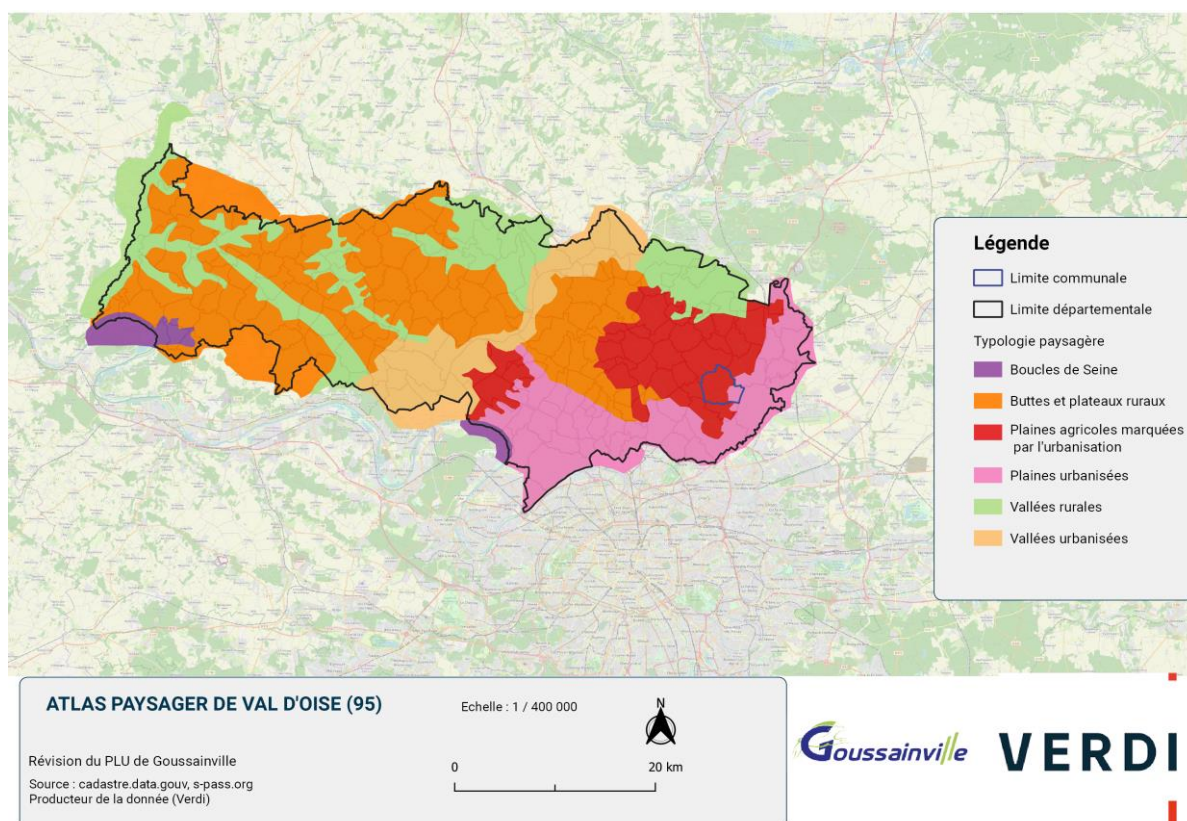 Légende
Limite communale
Limite départementale
Typologie paysagère
Boucles de Seine
Buttes et plateaux ruraux
Plaines agricoles marquées
par l'urbanisation
Plaines urbanisées
Vallées rurales
Vallées urbanisées
ATLAS PAYSAGER DE VAL D'OISE (95)
Echelle : 1 / 400 000
N
Révision du PLU de Goussainville
Source : cadastre.data.gouv, s-pass.org
Producteur de la donnée (Verdi)
0 20 km
Goussainville
VERDI